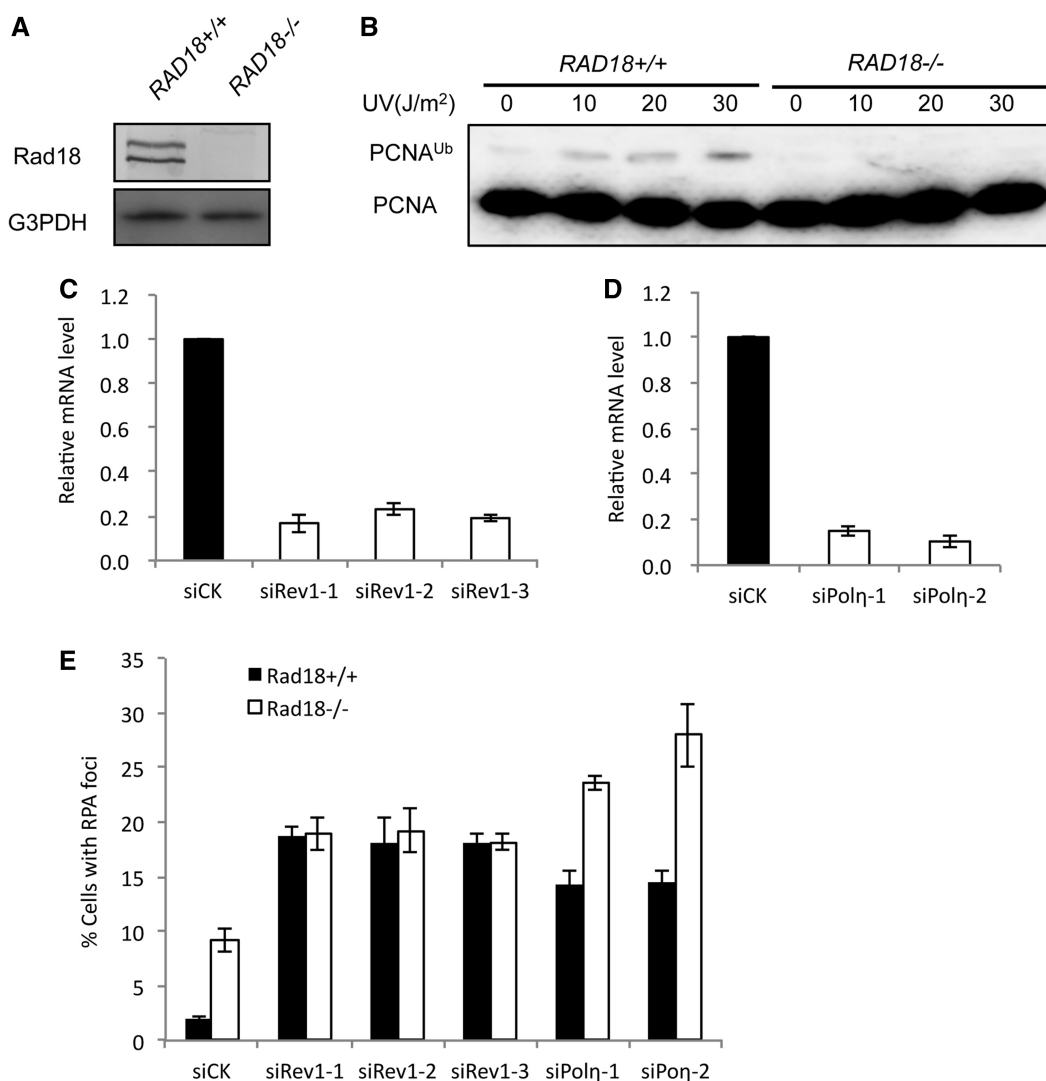 A
RAD18+/+
RAD18-/-
Rad18
G3PDH
B
RAD18+/+
RAD18-/-
UV(J/m²)
0
10
20
30
0
10
20
30
PCNAUb
PCNA
C
Relative mRNA level
1.2
1.0
0.8
0.6
0.4
0.2
0.0
siCK
siRev1-1
siRev1-2
siRev1-3
D
Relative mRNA level
1.2
1.0
0.8
0.6
0.4
0.2
0.0
siCK
siPolη-1
siPolη-2
E
Rad18+/+
Rad18-/-
% Cells with RPA foci
35
30
25
20
15
10
5
0
siCK
siRev1-1
siRev1-2
siRev1-3
siPolη-1
siPoη-2